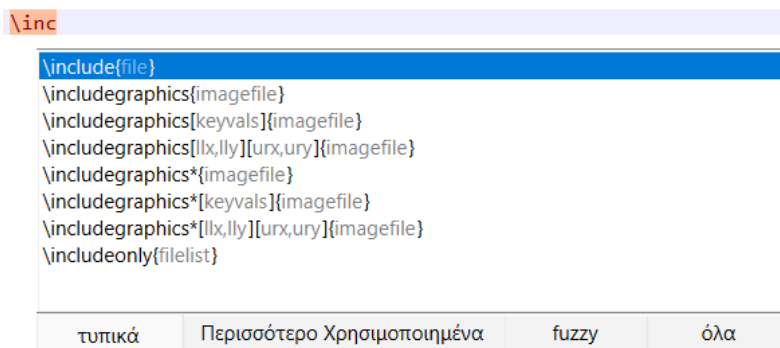 \inc
\include{file}
\includegraphics{imagefile}
\includegraphics[keyvals]{imagefile}
\includegraphics[llx,lly][urx,ury]{imagefile}
\includegraphics*{imagefile}
\includegraphics*[keyvals]{imagefile}
\includegraphics*[llx,lly][urx,ury]{imagefile}
\includeonly{filelist}
τυπικά Περισσότερο Χρησιμοποιημένα fuzzy όλα